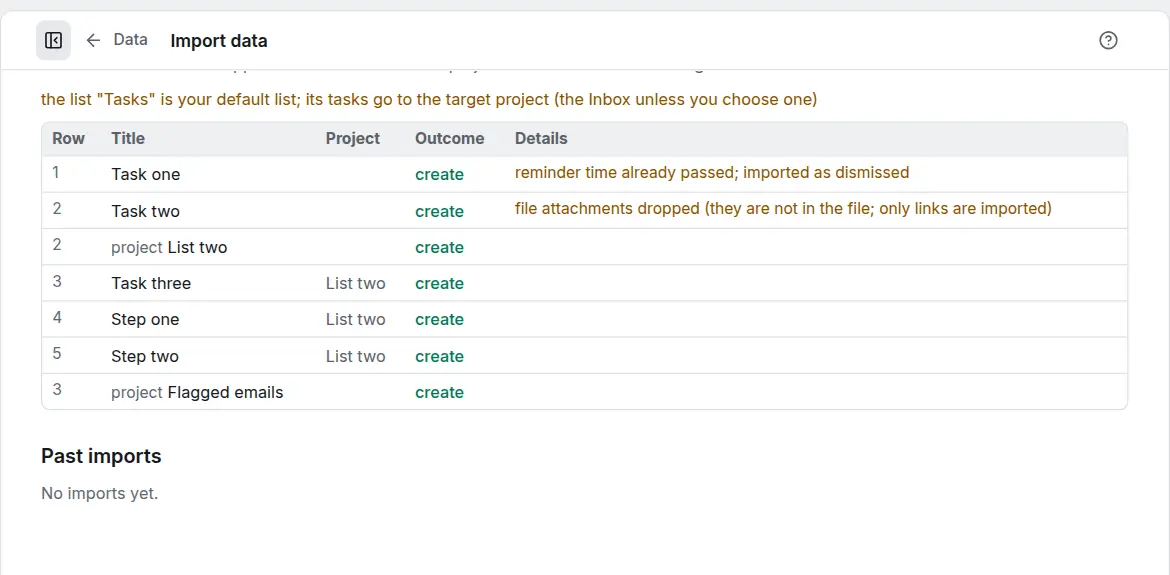 Data Import data
the list "Tasks" is your default list; its tasks go to the target project (the Inbox unless you choose one)
Row Title Project Outcome Details
1 Task one create reminder time already passed; imported as dismissed
2 Task two create file attachments dropped (they are not in the file; only links are imported)
2 project List two create
3 Task three List two create
4 Step one List two create
5 Step two List two create
3 project Flagged emails create
Past imports
No imports yet.